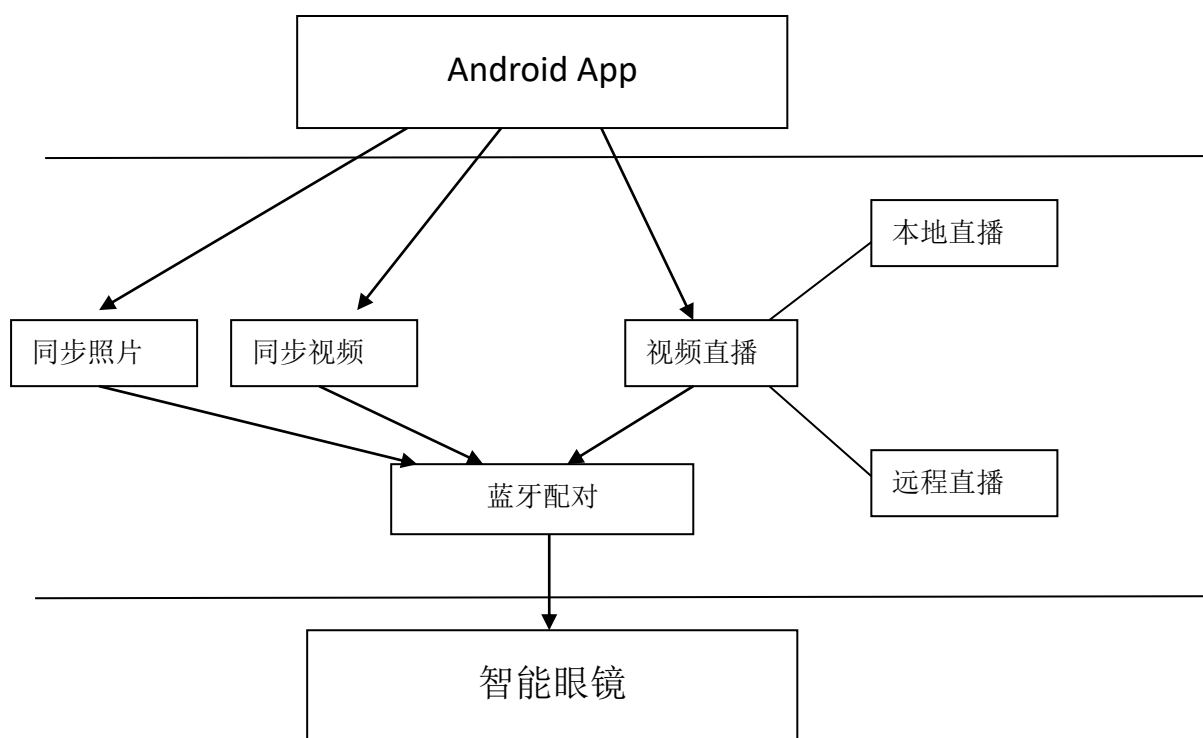 Android App
本地直播
同步照片
同步视频
视频直播
远程直播
蓝牙配对
智能眼镜